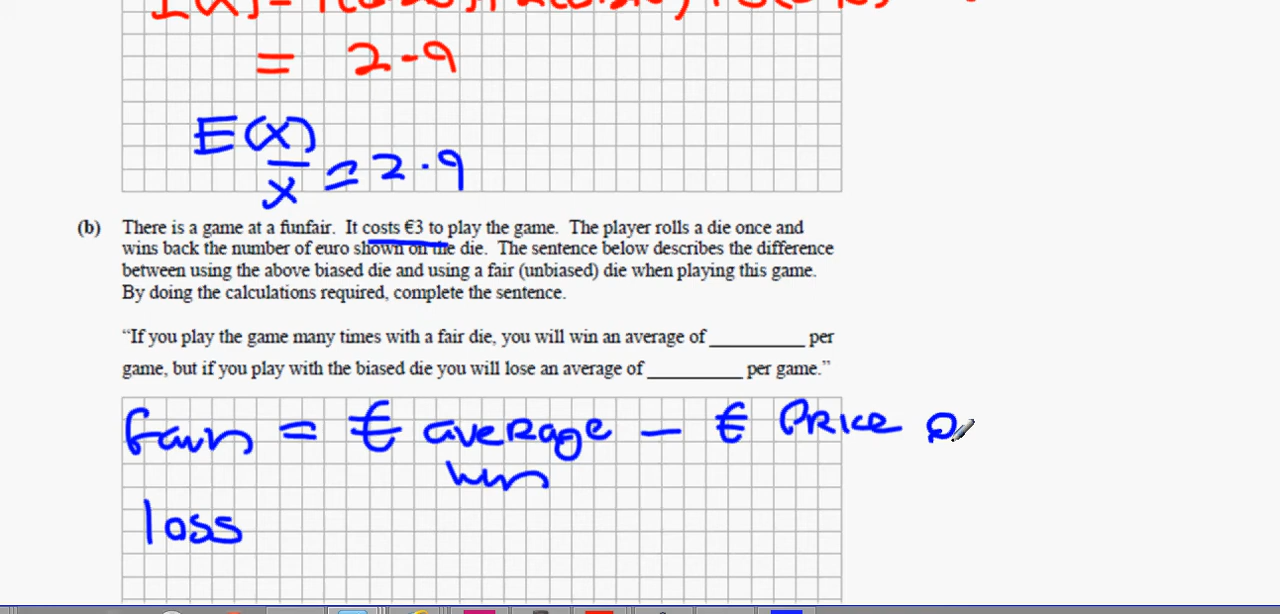 = 2.9
E(x)
x = 2.9
(b) There is a game at a funfair. It costs €3 to play the game. The player rolls a die once and
wins back the number of euro shown on the die. The sentence below describes the difference
between using the above biased die and using a fair (unbiased) die when playing this game.
By doing the calculations required, complete the sentence.
“If you play the game many times with a fair die, you will win an average of _________ per
game, but if you play with the biased die you will lose an average of _________ per game.”
= € average - € Price
win
loss